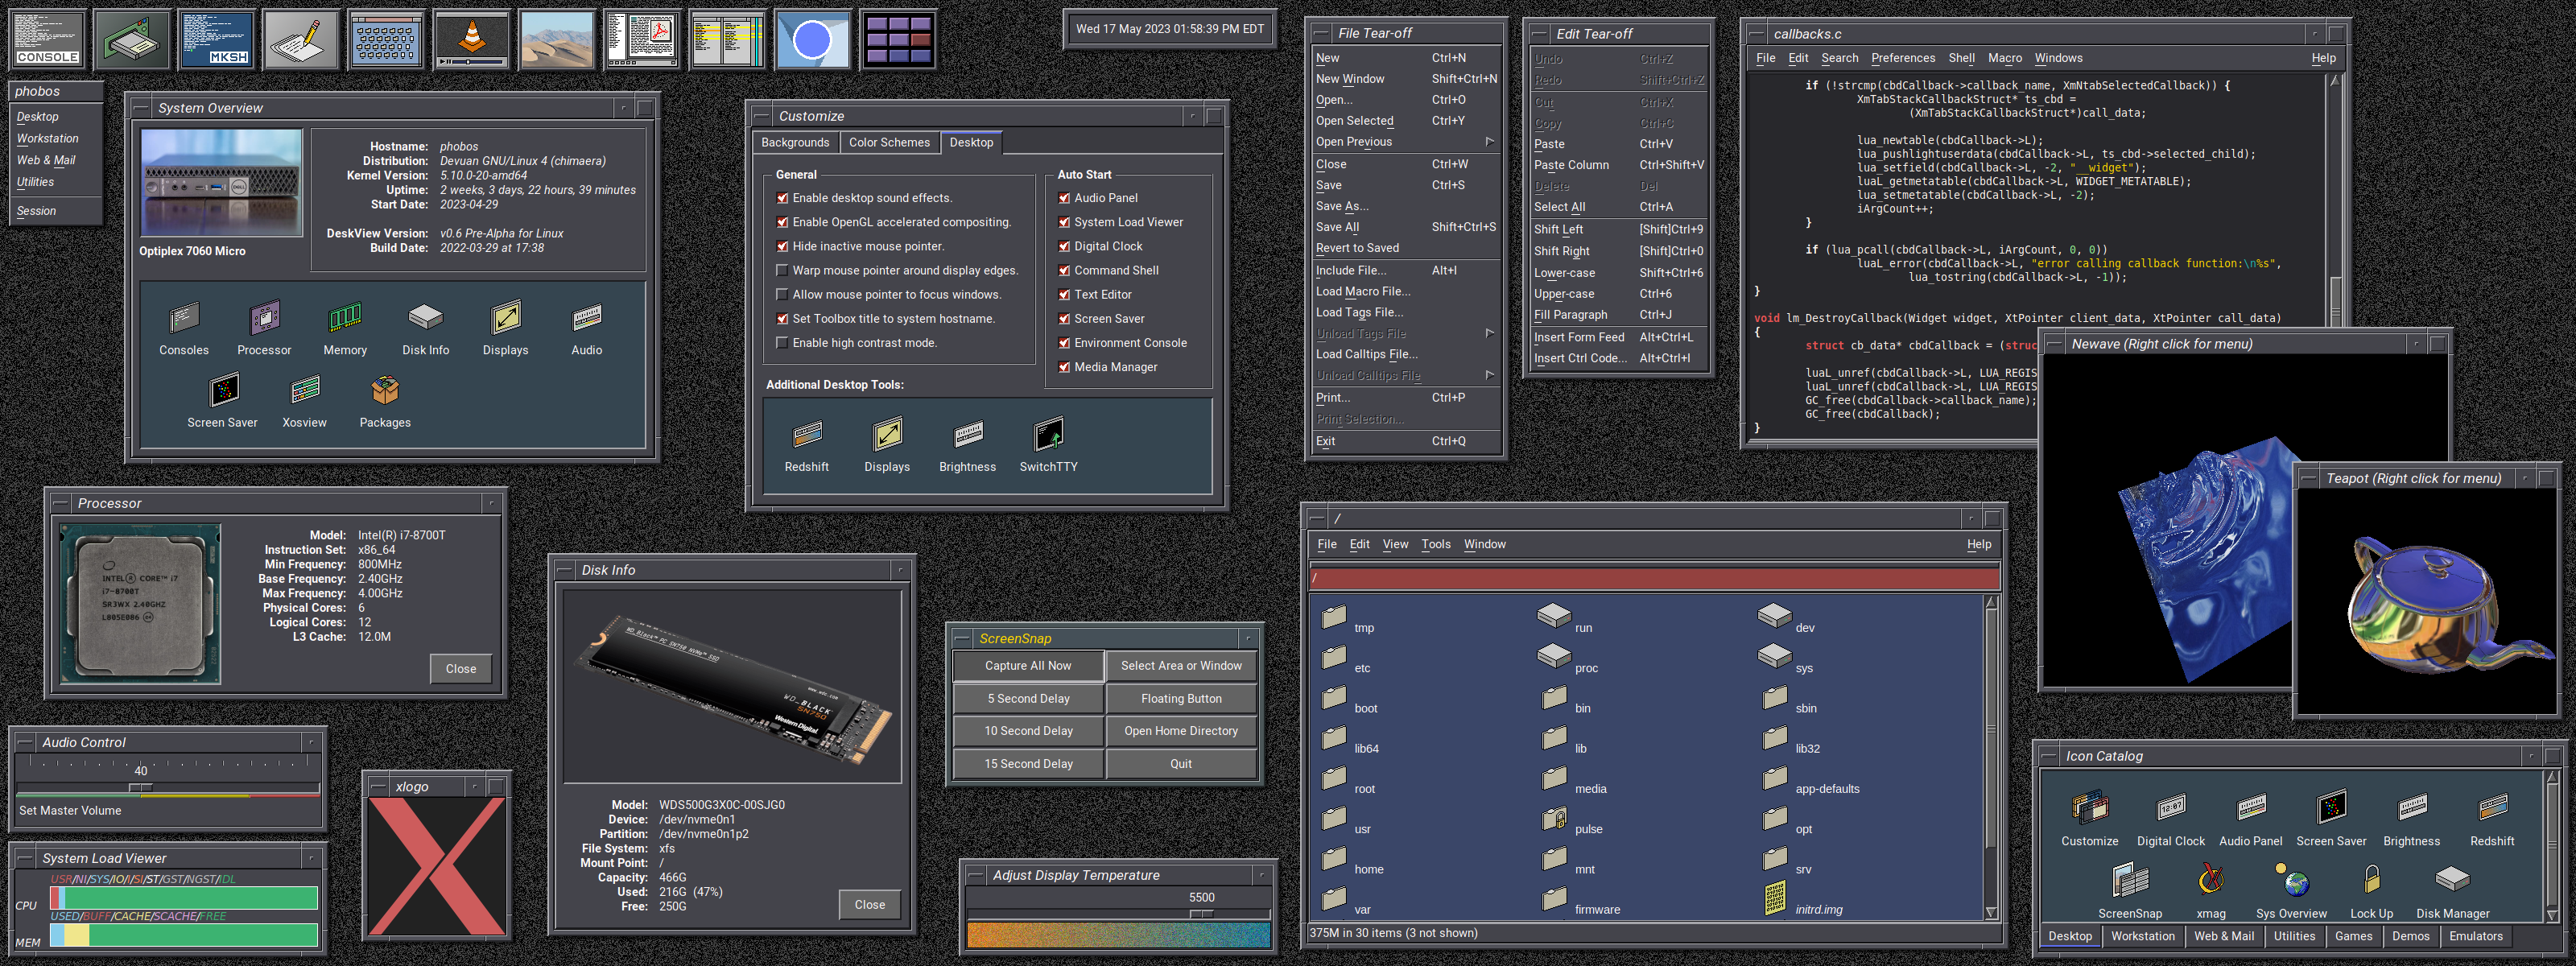 CONSOLE
MKSH
Wed 17 May 2023 01:58:39 PM EDT
phobos
Desktop
Workstation
Web & Mail
Utilities
Session
System Overview
Optiplex 7060 Micro
Hostname: phobos
Distribution: Devuan GNU/Linux 4 (chimaera)
Kernel Version: 5.10.0-20-amd64
Uptime: 2 weeks, 3 days, 22 hours, 39 minutes
Start Date: 2023-04-29
DeskView Version: v0.6 Pre-Alpha for Linux
Build Date: 2022-03-29 at 17:38
Consoles
Processor
Memory
Disk Info
Displays
Audio
Screen Saver
Xosview
Packages
Customize
Backgrounds
Color Schemes
Desktop
General
Enable desktop sound effects.
Enable OpenGL accelerated compositing.
Hide inactive mouse pointer.
Warp mouse pointer around display edges.
Allow mouse pointer to focus windows.
Set Toolbox title to system hostname.
Enable high contrast mode.
Auto Start
Audio Panel
System Load Viewer
Digital Clock
Command Shell
Text Editor
Screen Saver
Environment Console
Media Manager
Additional Desktop Tools:
Redshift
Displays
Brightness
SwitchTTY
File Tear-off
New Ctrl+N
New Window Shift+Ctrl+N
Open... Ctrl+O
Open Selected Ctrl+Y
Open Previous
Close Ctrl+W
Save Ctrl+S
Save As...
Save All Shift+Ctrl+S
Revert to Saved
Include File... Alt+I
Load Macro File...
Load Tags File...
Unload Tags File
Load Calltips File...
Unload Calltips File
Print... Ctrl+P
Print Selection...
Exit Ctrl+Q
Edit Tear-off
Undo Ctrl+Z
Redo Shift+Ctrl+Z
Cut Ctrl+X
Copy Ctrl+C
Paste Ctrl+V
Paste Column Ctrl+Shift+V
Delete Del
Select All Ctrl+A
Shift Left [Shift]Ctrl+9
Shift Right [Shift]Ctrl+0
Lower-case Shift+Ctrl+6
Upper-case Ctrl+6
Fill Paragraph Ctrl+J
Insert Form Feed Alt+Ctrl+L
Insert Ctrl Code... Alt+Ctrl+I
callbacks.c
File Edit Search Preferences Shell Macro Windows Help
if (!strcmp(cbdCallback->callback_name, XmNtabSelectedCallback)) {
XmTabStackCallbackStruct* ts_cbd =
(XmTabStackCallbackStruct*)call_data;
lua_newtable(cbdCallback->L);
lua_pushlightuserdata(cbdCallback->L, ts_cbd->selected_child);
lua_setfield(cbdCallback->L, -2, "__widget");
luaL_getmetatable(cbdCallback->L, WIDGET_METATABLE);
lua_setmetatable(cbdCallback->L, -2);
iArgCount++;
}
if (lua_pcall(cbdCallback->L, iArgCount, 0, 0))
luaL_error(cbdCallback->L, "error calling callback function:\n%s",
lua_tostring(cbdCallback->L, -1));
}
void lm_DestroyCallback(Widget widget, XtPointer client_data, XtPointer call_data)
{
struct cb_data* cbdCallback = (struc
luaL_unref(cbdCallback->L, LUA_REGIS
luaL_unref(cbdCallback->L, LUA_REGIS
GC_free(cbdCallback->callback_name);
GC_free(cbdCallback);
}
Newave (Right click for menu)
Teapot (Right click for menu)
Processor
INTEL® CORE™ i7
i7-8700T
SR3WX 2.40GHZ
L805E086
Model: Intel(R) i7-8700T
Instruction Set: x86_64
Min Frequency: 800MHz
Base Frequency: 2.40GHz
Max Frequency: 4.00GHz
Physical Cores: 6
Logical Cores: 12
L3 Cache: 12.0M
Close
Disk Info
WD_Black™ PC SN750 NVMe™ SSD
www.wdc.com
WD_BLACK
SN750
Western Digital
Model: WDS500G3X0C-00SJG0
Device: /dev/nvme0n1
Partition: /dev/nvme0n1p2
File System: xfs
Mount Point: /
Capacity: 466G
Used: 216G (47%)
Free: 250G
Close
ScreenSnap
Capture All Now
Select Area or Window
5 Second Delay
Floating Button
10 Second Delay
Open Home Directory
15 Second Delay
Quit
/
File Edit View Tools Window Help
/
tmp run dev
etc proc sys
boot bin sbin
lib64 lib lib32
root media app-defaults
usr pulse opt
home mnt srv
var firmware initrd.img
375M in 30 items (3 not shown)
Audio Control
40
Set Master Volume
System Load Viewer
USR/NI/SYS/IO/I/SI/ST/GST/NGST/IDL
CPU
USED/BUFF/CACHE/SCACHE/FREE
MEM
xlogo
Adjust Display Temperature
5500
Icon Catalog
Customize
Digital Clock
12:07
Audio Panel
Screen Saver
Brightness
Redshift
ScreenSnap
xmag
Sys Overview
Lock Up
Disk Manager
Desktop Workstation Web & Mail Utilities Games Demos Emulators